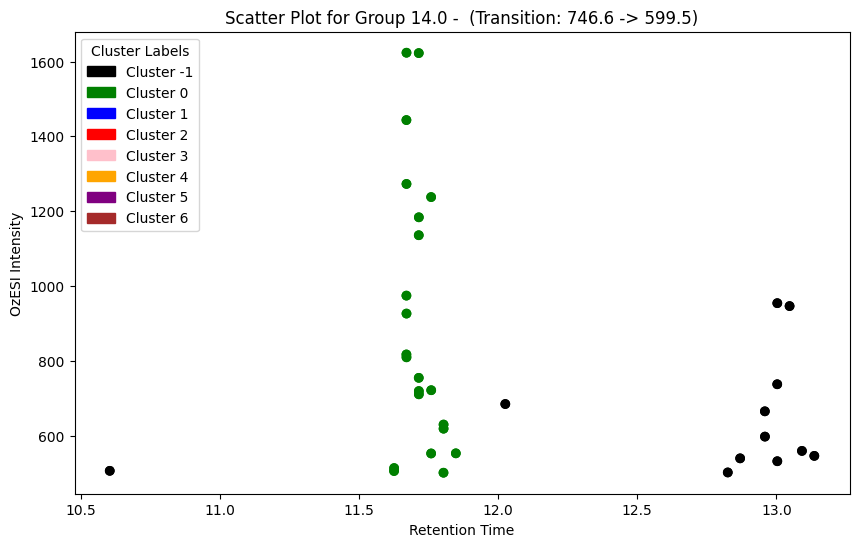 Scatter Plot for Group 14.0 -  (Transition: 746.6 -> 599.5)
Cluster Labels
Cluster -1
Cluster 0
Cluster 1
Cluster 2
Cluster 3
Cluster 4
Cluster 5
Cluster 6
OzESI Intensity
1600
1400
1200
1000
800
600
10.5 11.0 11.5 12.0 12.5 13.0
Retention Time